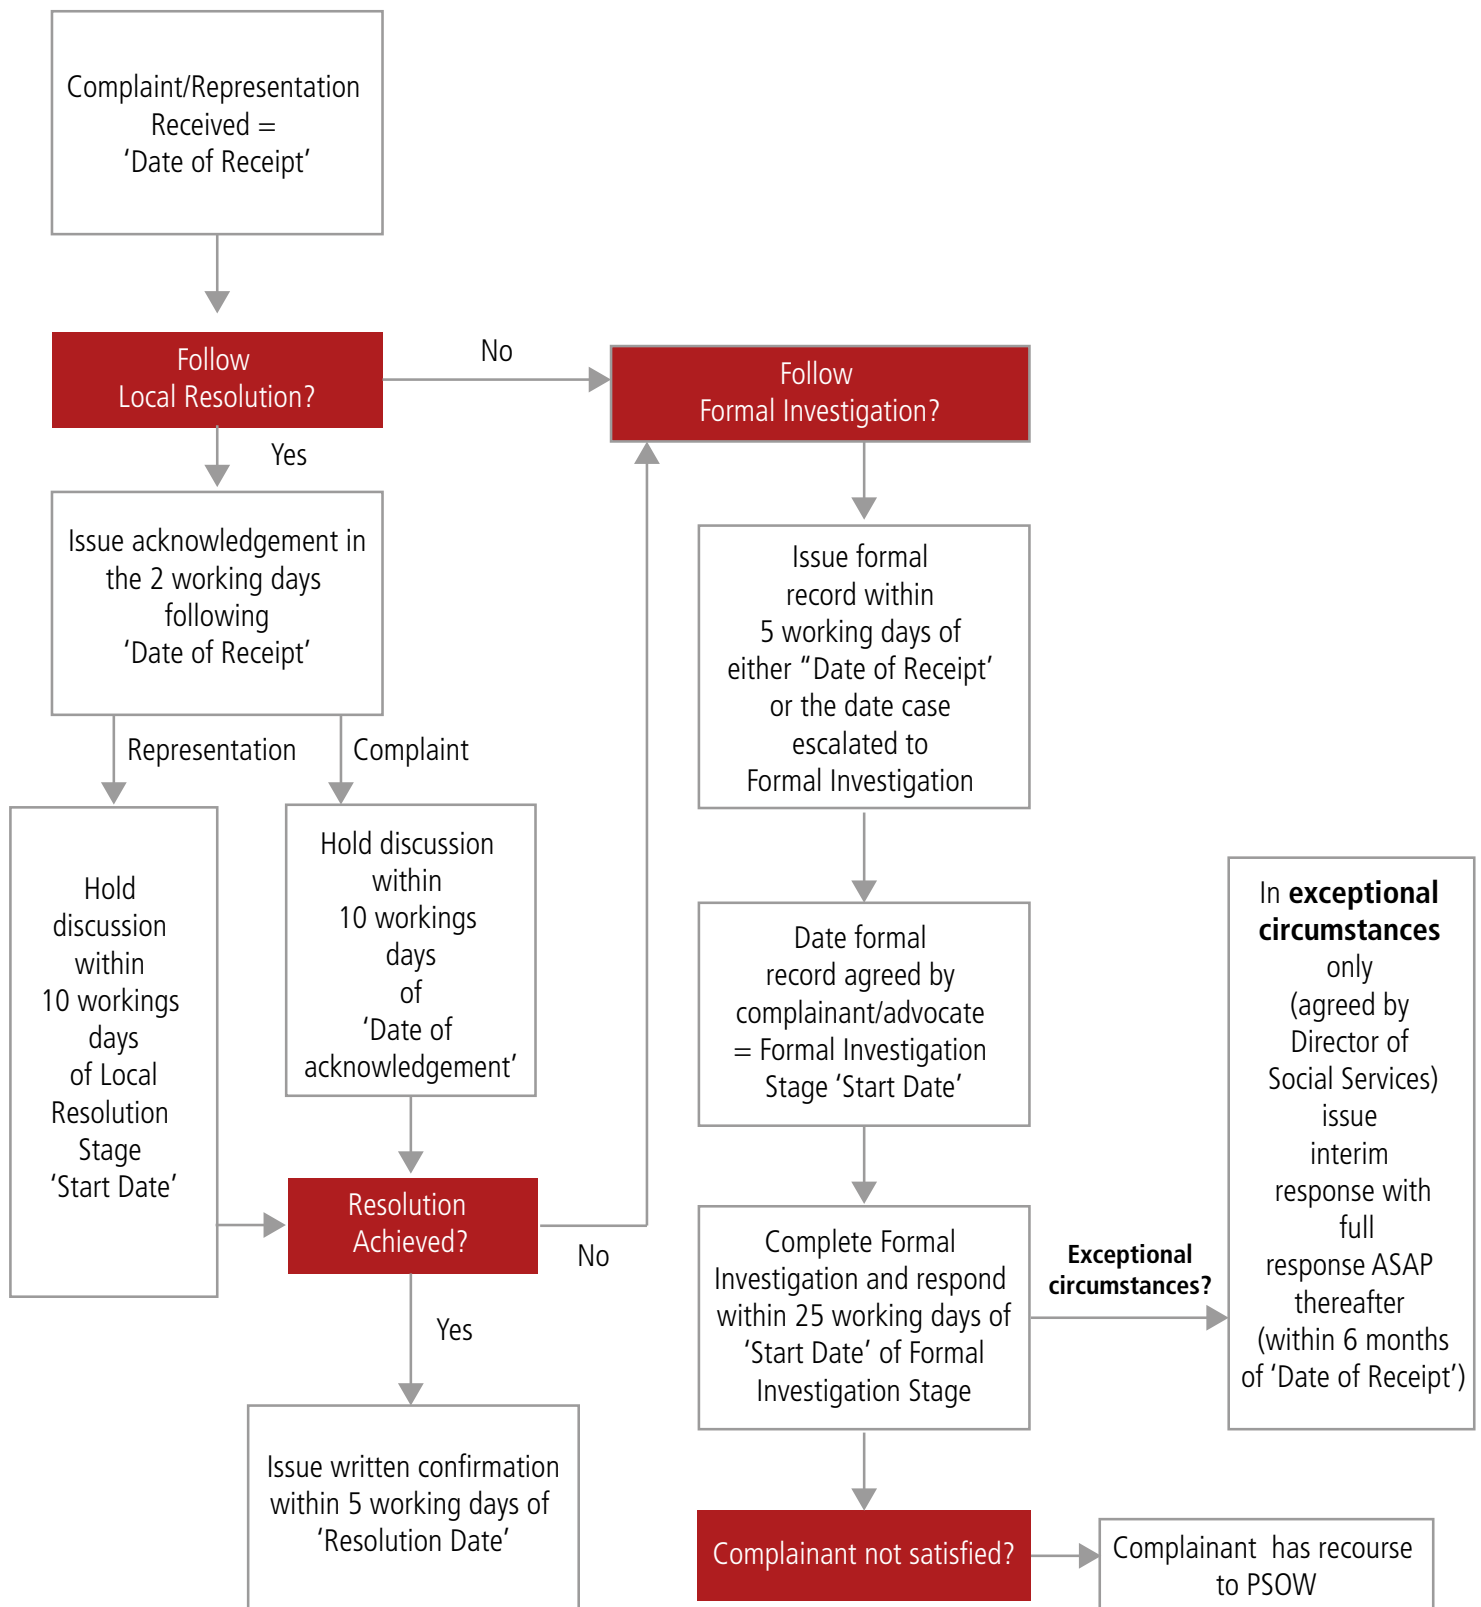 Complaint/Representation
Received =
‘Date of Receipt’
Follow
Local Resolution?
No
Follow
Formal Investigation?
Yes
Issue acknowledgement in
the 2 working days
following
‘Date of Receipt’
Representation
Complaint
Hold
discussion
within
10 workings
days
of Local
Resolution
Stage
‘Start Date’
Hold discussion
within
10 workings
days
of
‘Date of
acknowledgement’
Resolution
Achieved?
No
Yes
Issue written confirmation
within 5 working days of
‘Resolution Date’
Issue formal
record within
5 working days of
either “Date of Receipt’
or the date case
escalated to
Formal Investigation
Date formal
record agreed by
complainant/advocate
= Formal Investigation
Stage ‘Start Date’
Complete Formal
Investigation and respond
within 25 working days of
‘Start Date’ of Formal
Investigation Stage
Exceptional
circumstances?
In exceptional
circumstances
only
(agreed by
Director of
Social Services)
issue
interim
response with
full
response ASAP
thereafter
(within 6 months
of ‘Date of Receipt’)
Complainant not satisfied?
Complainant has recourse
to PSOW